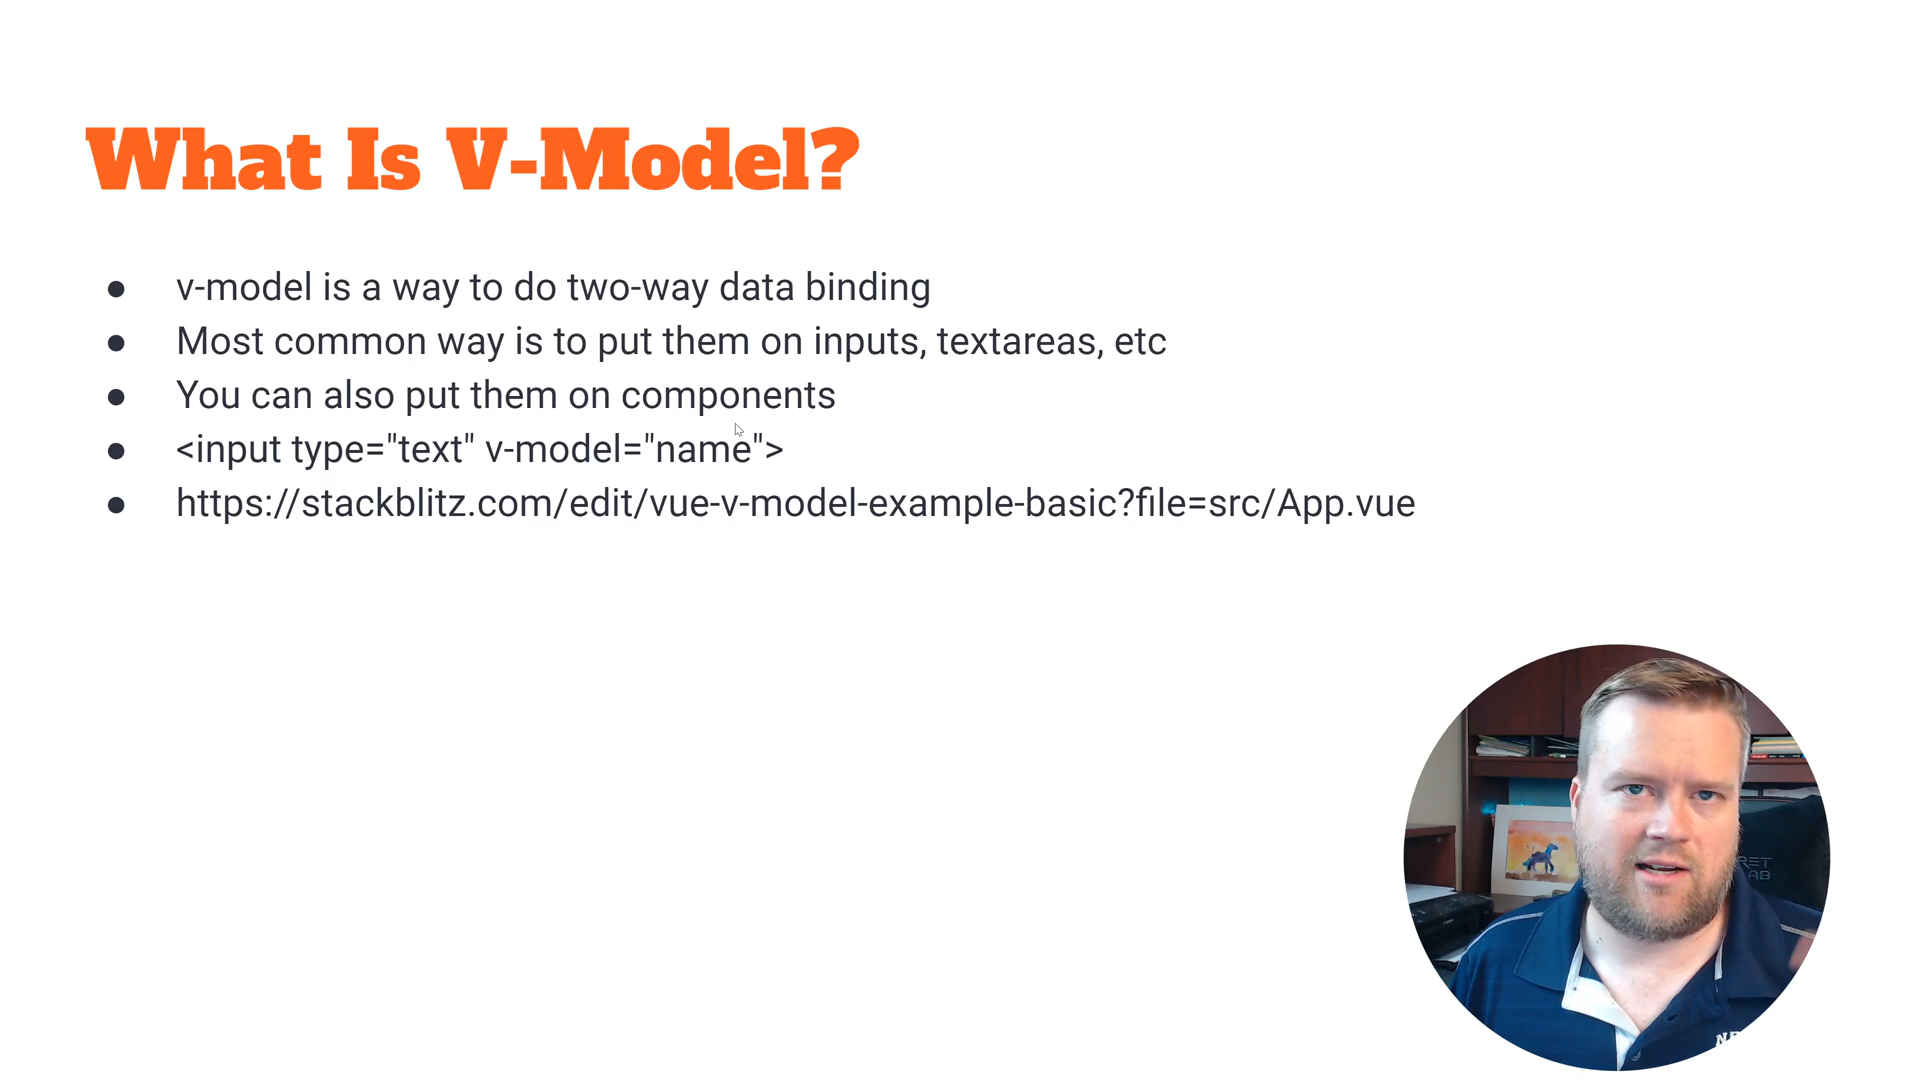 What Is V-Model?
● v-model is a way to do two-way data binding
● Most common way is to put them on inputs, textareas, etc
● You can also put them on components
● <input type="text" v-model="name">
● https://stackblitz.com/edit/vue-v-model-example-basic?file=src/App.vue